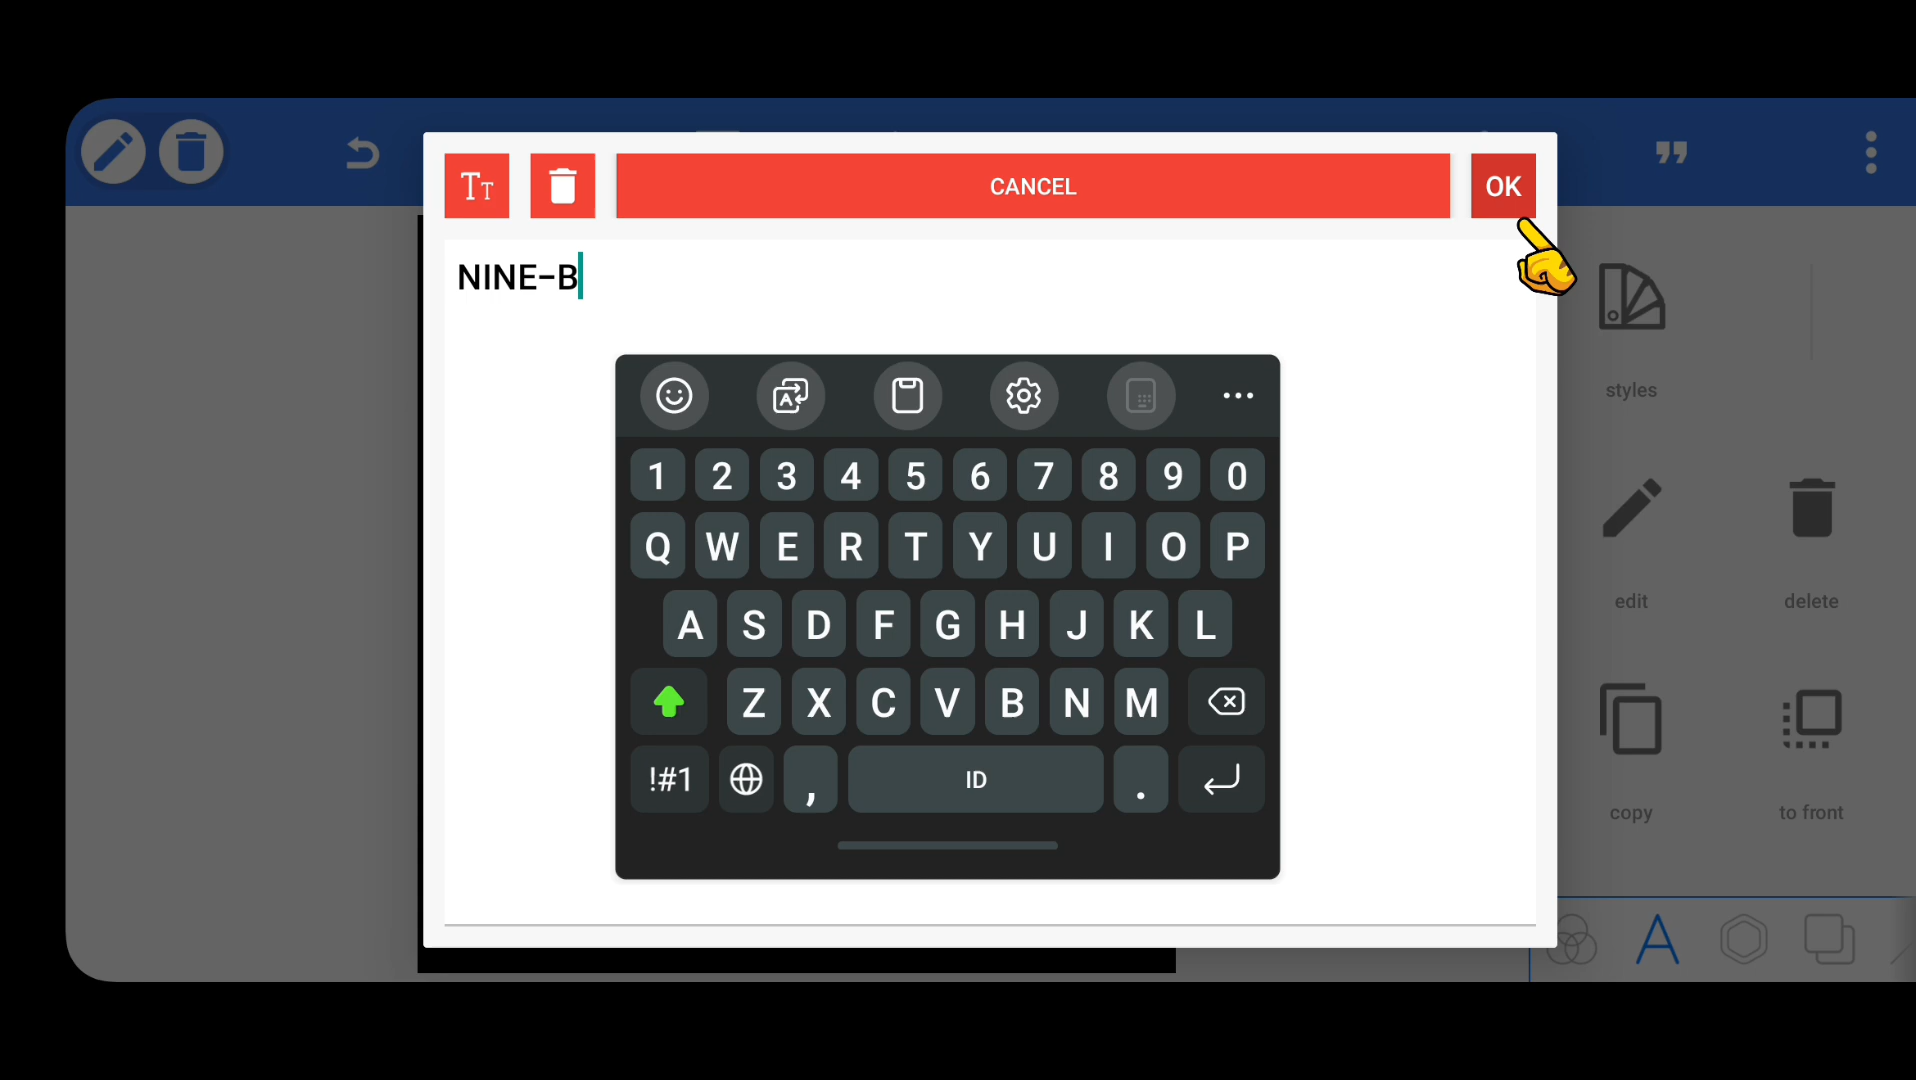 Tт
CANCEL
OK
NINE-B
styles
1 2 3 4 5 6 7 8 9 0
Q W E R T Y U I O P
edit
delete
A S D F G H J K L
Z X C V B N M
!#1 , ID .
copy
to front
A